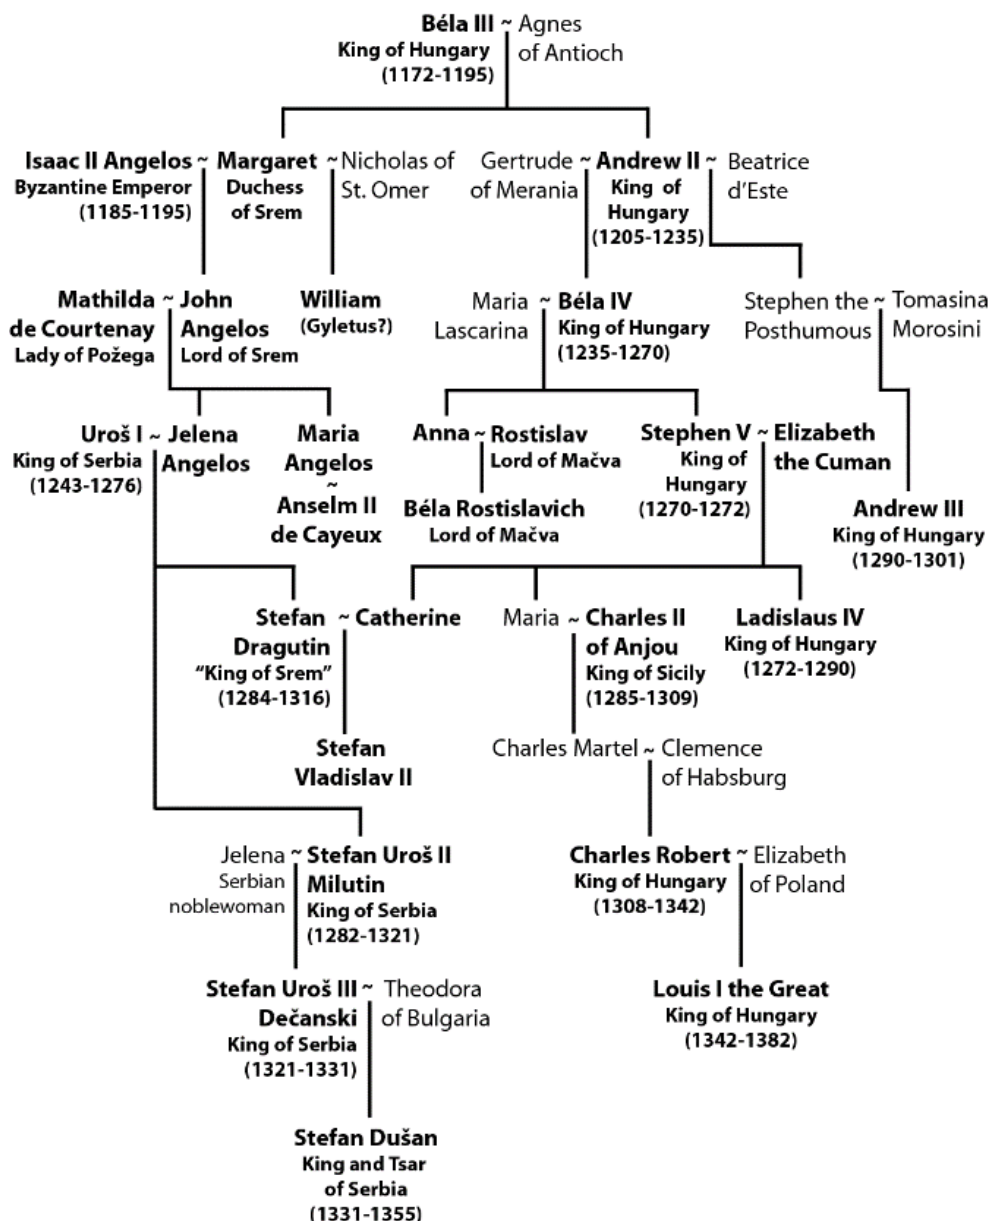 Béla III ~ Agnes
King of Hungary of Antioch
(1172-1195)
Isaac II Angelos ~ Margaret ~ Nicholas of
Byzantine Emperor Duchess St. Omer
(1185-1195) of Srem
Gertrude ~ Andrew II ~ Beatrice
of Merania King of d'Este
Hungary
(1205-1235)
Mathilda ~ John
de Courtenay Angelos
Lady of Požega Lord of Srem
William
(Gyletus?)
Maria ~ Béla IV
Lascarina King of Hungary
(1235-1270)
Stephen the ~ Tomasina
Posthumous Morosini
Uroš I ~ Jelena
King of Serbia Angelos
(1243-1276)
Maria
Angelos
~
Anselm II
de Cayeux
Anna ~ Rostislav
Lord of Mačva
Béla Rostislavich
Lord of Mačva
Stephen V ~ Elizabeth
King of the Cuman
Hungary
(1270-1272)
Andrew III
King of Hungary
(1290-1301)
Stefan ~ Catherine
Dragutin
“King of Srem”
(1284-1316)
Maria ~ Charles II
of Anjou
King of Sicily
(1285-1309)
Ladislaus IV
King of Hungary
(1272-1290)
Stefan
Vladislav II
Charles Martel ~ Clemence
of Habsburg
Jelena ~ Stefan Uroš II
Serbian Milutin
noblewoman King of Serbia
(1282-1321)
Charles Robert ~ Elizabeth
King of Hungary of Poland
(1308-1342)
Stefan Uroš III ~ Theodora
Dečanski of Bulgaria
King of Serbia
(1321-1331)
Louis I the Great
King of Hungary
(1342-1382)
Stefan Dušan
King and Tsar
of Serbia
(1331-1355)